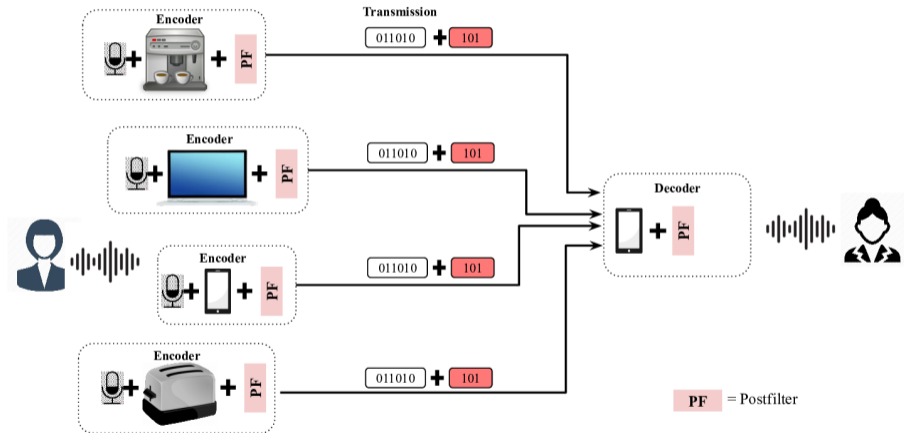 Encoder
Transmission
011010 + 101
PF
Encoder
011010 + 101
PF
Decoder
PF
Encoder
011010 + 101
PF
Encoder
011010 + 101
PF
PF = Postfilter